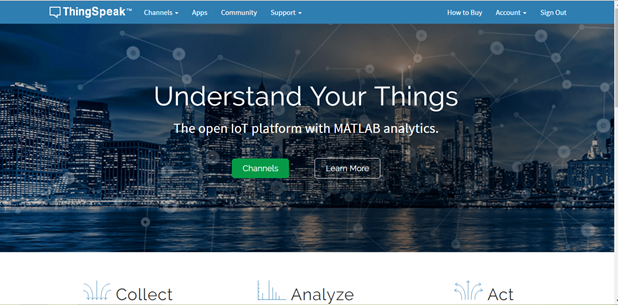 ThingSpeak™ Channels Apps Community Support How to Buy Account Sign Out
Understand Your Things
The open IoT platform with MATLAB analytics.
Channels Learn More
Collect Analyze Act